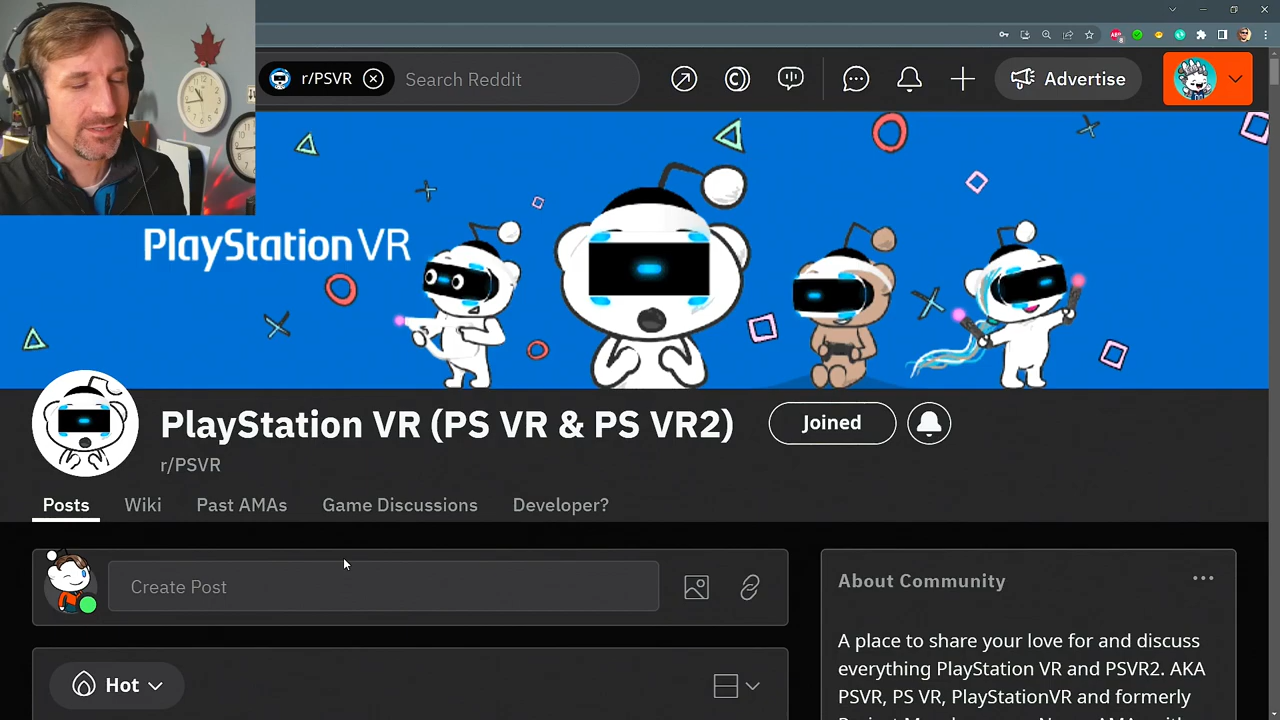 r/PSVR
Search Reddit
Advertise
PlayStation VR
PlayStation VR (PS VR & PS VR2)
Joined
r/PSVR
Posts
Wiki
Past AMAs
Game Discussions
Developer?
Create Post
About Community
Hot
A place to share your love for and discuss
everything PlayStation VR and PSVR2. AKA
PSVR, PS VR, PlayStationVR and formerly